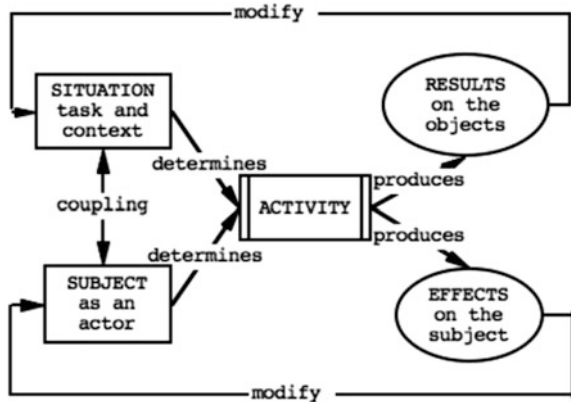 modify
SITUATION
task and
context
RESULTS
on the
objects
determines
produces
coupling
ACTIVITY
determines
produces
SUBJECT
as an
actor
EFFECTS
on the
subject
modify